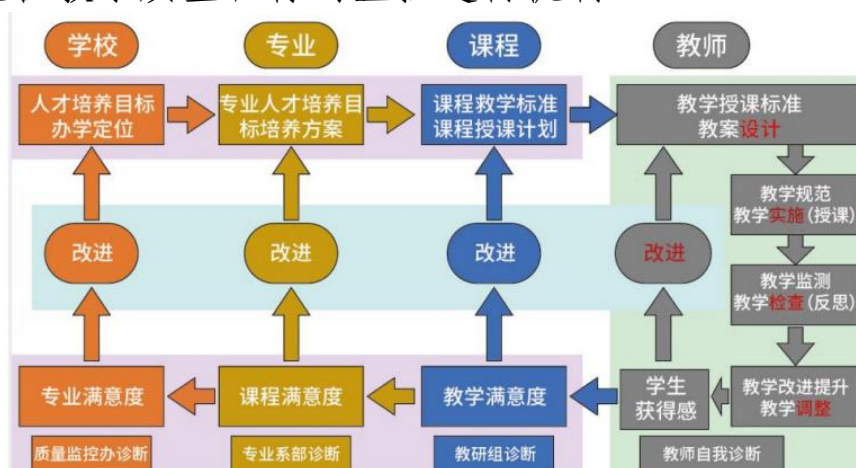 学校
专业
课程
教师
人才培养目标
办学定位
专业人才培养目
标培养方案
课程救学标准
课程授课计划
教学授课标准
教案设计
教学规范
教学实施(授课)
改进
改进
改进
改进
教学监测
教学检查(反思)
专业满意度
课程满意度
教学满意度
学生
获得感
教学改进提升
教学调整
质量监控办诊断
专业系部诊断
教研组诊断
教师自我诊断